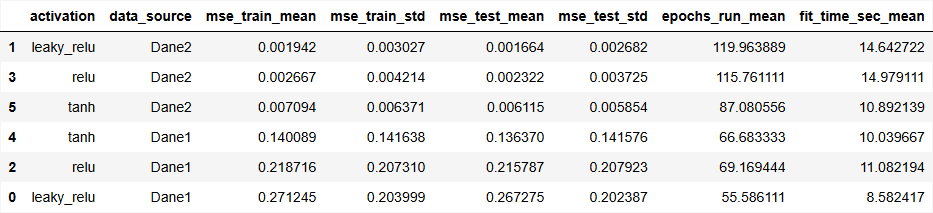 activation data_source mse_train_mean mse_train_std mse_test_mean mse_test_std epochs_run_mean fit_time_sec_mean
1 leaky_relu Dane2 0.001942 0.003027 0.001664 0.002682 119.963889 14.642722
3 relu Dane2 0.002667 0.004214 0.002322 0.003725 115.761111 14.979111
5 tanh Dane2 0.007094 0.006371 0.006115 0.005854 87.080556 10.892139
4 tanh Dane1 0.140089 0.141638 0.136370 0.141576 66.683333 10.039667
2 relu Dane1 0.218716 0.207310 0.215787 0.207923 69.169444 11.082194
0 leaky_relu Dane1 0.271245 0.203999 0.267275 0.202387 55.586111 8.582417